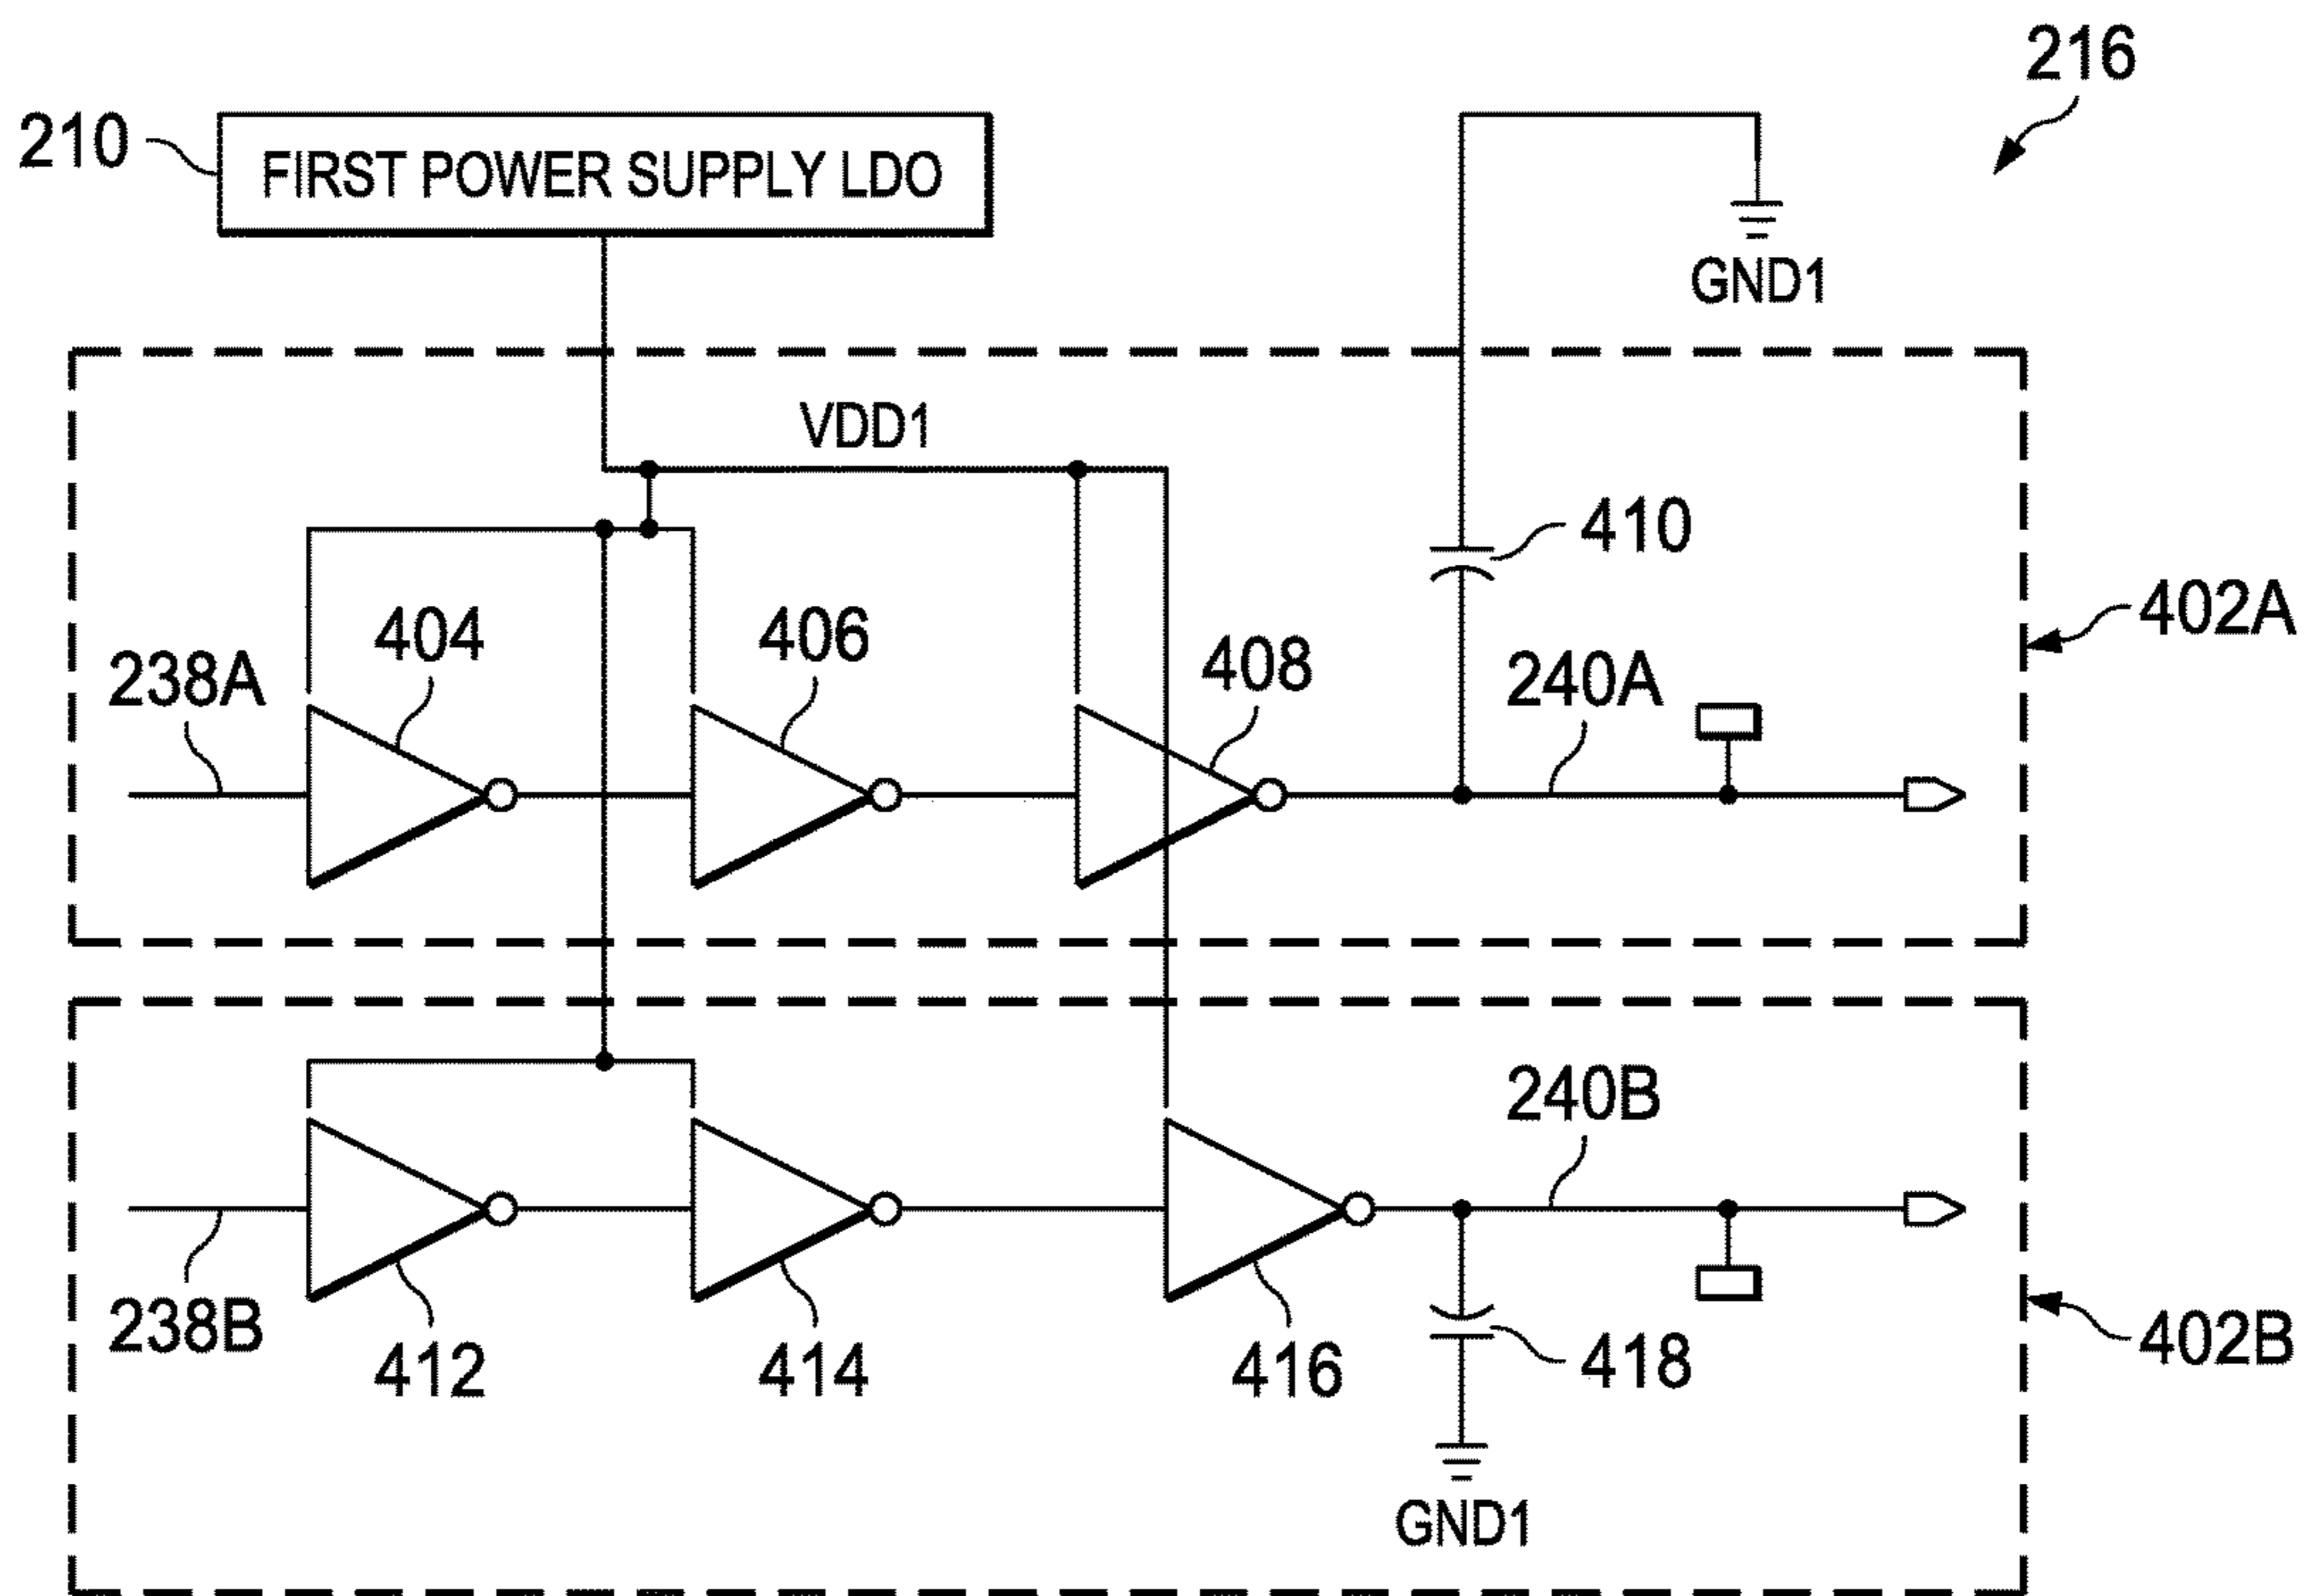 216
210
FIRST POWER SUPPLY LDO
GND1
VDD1
410
402A
404
406
408
238A
240A
240B
238B
412
414
416
418
402B
GND1